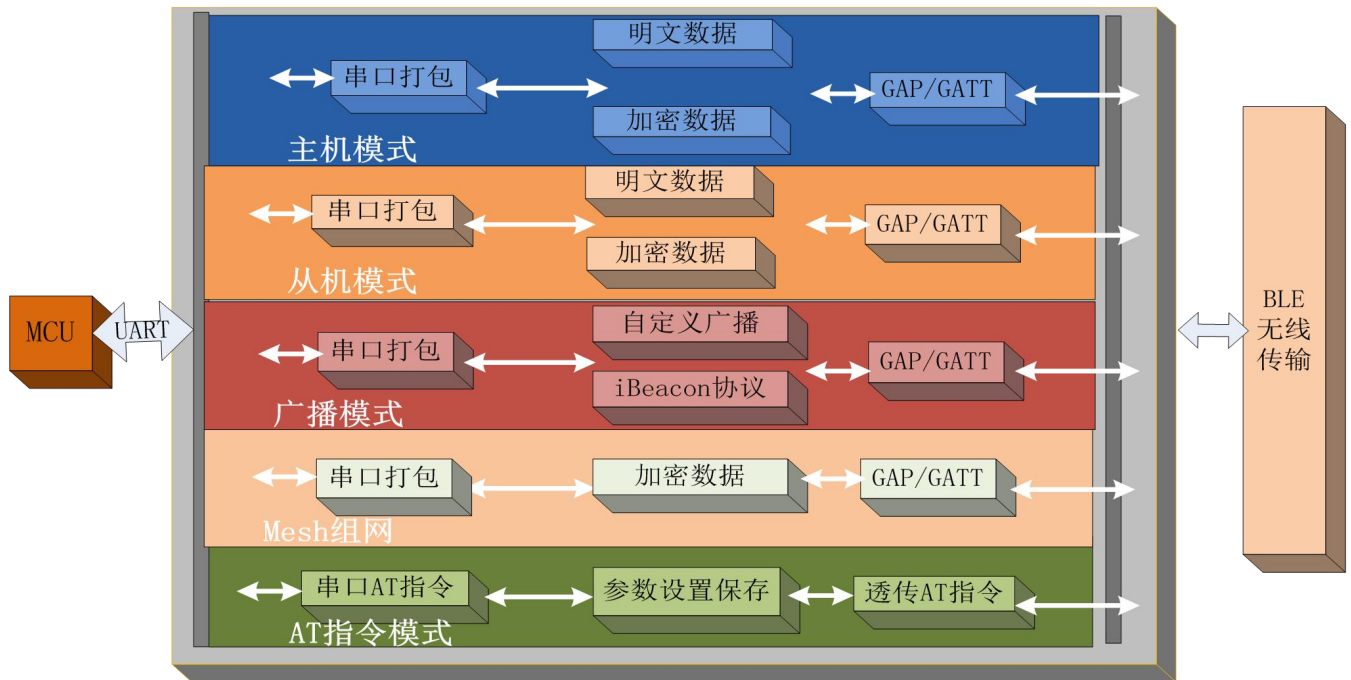 明文数据
串口打包
GAP/GATT
加密数据
主机模式
明文数据
串口打包
GAP/GATT
加密数据
从机模式
MCU
UART
自定义广播
串口打包
GAP/GATT
iBeacon协议
广播模式
BLE
无线
传输
串口打包
加密数据
GAP/GATT
Mesh组网
串口AT指令
参数设置保存
透传AT指令
AT指令模式